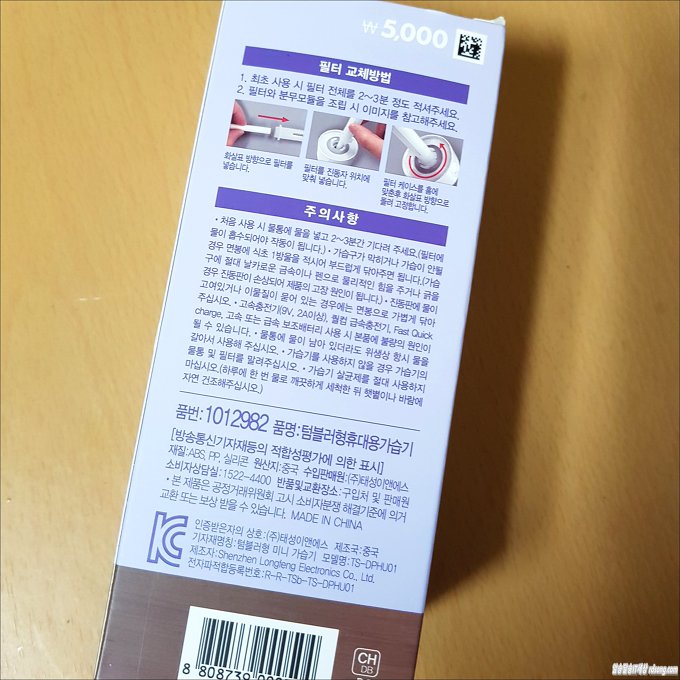 ₩ 5,000
필터 교체방법
1. 최초 사용 시 필터 전체를 2~3분 정도 적셔주세요.
2. 필터와 분무모듈을 조립 시 이미지를 참고해주세요.
화살표 방향으로 필터를
넣습니다.
필터를 진동자 위치에
맞춰 넣습니다.
필터 케이스를 홈에
맞춘후 화살표 방향으로
돌려 고정합니다.
주의사항
• 처음 사용 시 물통에 물을 넣고 2~3분간 기다려 주세요.(필터에
물이 흡수되어야 작동이 됩니다.) • 가습구가 막히거나 가습이 안될
경우 면봉에 식초 1방울을 적시어 부드럽게 닦아주면 됩니다.(가습
구에 절대 날카로운 금속이나 펜으로 물리적인 힘을 주거나 긁을
경우 진동판이 손상되어 제품의 고장 원인이 됩니다.) • 진동판에 물이
고여있거나 이물질이 묻어 있는 경우에는 면봉으로 가볍게 닦아
주십시오. • 고속충전기(9V, 2A이상), 퀄컴 급속충전기, Fast Quick
charge, 고속 또는 급속 보조배터리 사용 시 본품에 불량의 원인이
될 수 있습니다. • 물통에 물이 남아 있더라도 위생상 항시 물을
갈아서 사용해 주십시오. • 가습기를 사용하지 않을 경우 가습기의
물통 및 필터를 말려주십시오. • 가습기 살균제를 절대 사용하지
마십시오.(하루에 한 번 물로 깨끗하게 세척한 뒤 햇볕이나 바람에
자연 건조해주십시오.)
품번: 1012982 품명: 텀블러형휴대용가습기
[방송통신기자재등의 적합성평가에 의한 표시]
재질: ABS, PP, 실리콘 원산지: 중국 수입판매원: (주)태성이앤에스
소비자상담실: 1522-4400 반품및교환장소: 구입처 및 판매원
• 본 제품은 공정거래위원회 고시 소비자분쟁 해결기준에 의거
교환 또는 보상 받을 수 있습니다. MADE IN CHINA
인증받은자의 상호: (주)태성이앤에스 제조국: 중국
기자재명칭: 텀블러형 미니 가습기 모델명: TS-DPHU01
제조자: Shenzhen Longfeng Electronics Co., Ltd.
전자파적합등록번호: R-R-TSb-TS-DPHU01
8 808739
CH
DB
rdsong.com